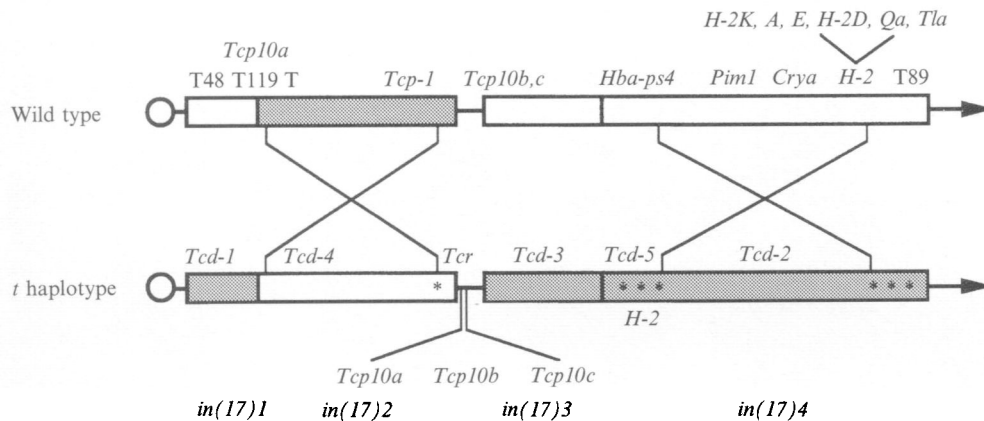 H-2K, A, E, H-2D, Qa, Tla
Tcp10a
T48 T119 T Tcp-1 Tcp10b,c Hba-ps4 Pim1 Crya H-2 T89
Wild type
Tcd-1 Tcd-4 Tcr Tcd-3 Tcd-5 Tcd-2
t haplotype * * * * * * *
H-2
Tcp10a Tcp10b Tcp10c
in(17)1 in(17)2 in(17)3 in(17)4